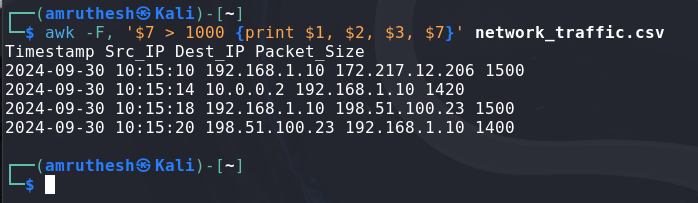 ┌──(amruthesh㉿Kali)-[~]
└─$ awk -F, '$7 > 1000 {print $1, $2, $3, $7}' network_traffic.csv
Timestamp Src_IP Dest_IP Packet_Size
2024-09-30 10:15:10 192.168.1.10 172.217.12.206 1500
2024-09-30 10:15:14 10.0.0.2 192.168.1.10 1420
2024-09-30 10:15:18 192.168.1.10 198.51.100.23 1500
2024-09-30 10:15:20 198.51.100.23 192.168.1.10 1400
┌──(amruthesh㉿Kali)-[~]
└─$